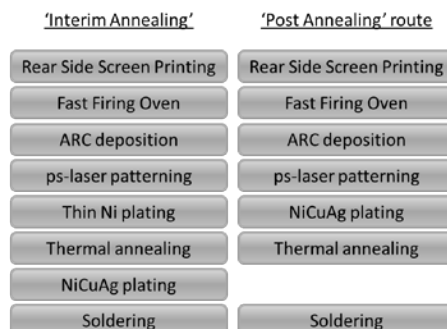 'Interim Annealing'
Rear Side Screen Printing
Fast Firing Oven
ARC deposition
ps-laser patterning
Thin Ni plating
Thermal annealing
NiCuAg plating
Soldering
'Post Annealing' route
Rear Side Screen Printing
Fast Firing Oven
ARC deposition
ps-laser patterning
NiCuAg plating
Thermal annealing
Soldering